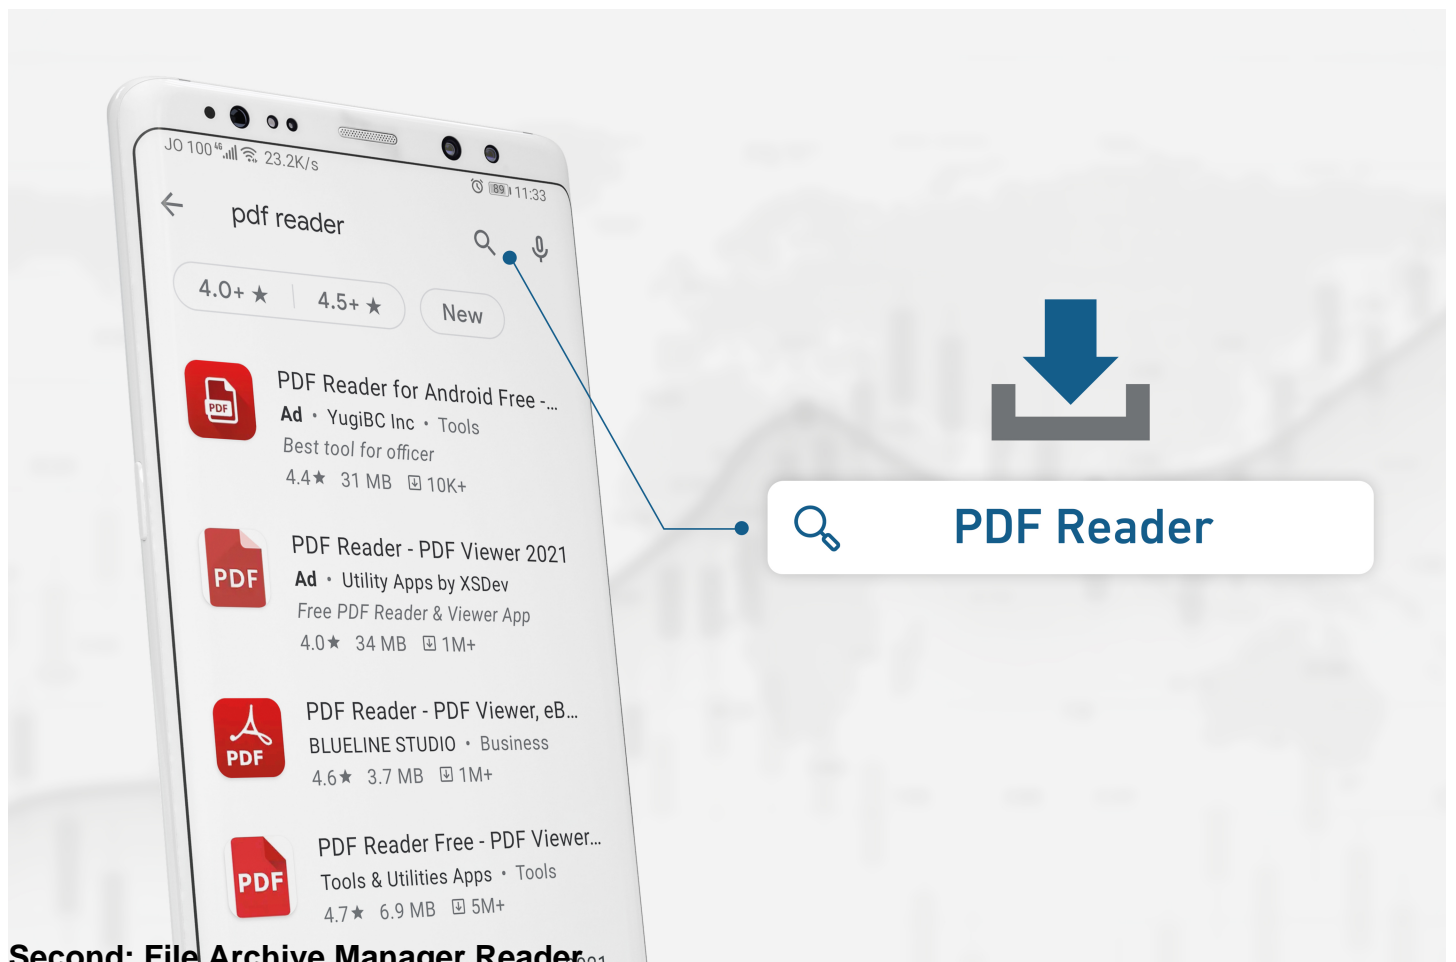 JO 100 4G 23.2K/s
89 11:33
pdf reader
4.0+ ★ 4.5+ ★ New
PDF
PDF Reader for Android Free -...
Ad • YugiBC Inc • Tools
Best tool for officer
4.4★ 31 MB 10K+
PDF
PDF Reader - PDF Viewer 2021
Ad • Utility Apps by XSDev
Free PDF Reader & Viewer App
4.0★ 34 MB 1M+
PDF
PDF Reader - PDF Viewer, eB...
BLUELINE STUDIO • Business
4.6★ 3.7 MB 1M+
PDF
PDF Reader Free - PDF Viewer...
Tools & Utilities Apps • Tools
4.7★ 6.9 MB 5M+
PDF Reader
Second: File Archive Manager Reader